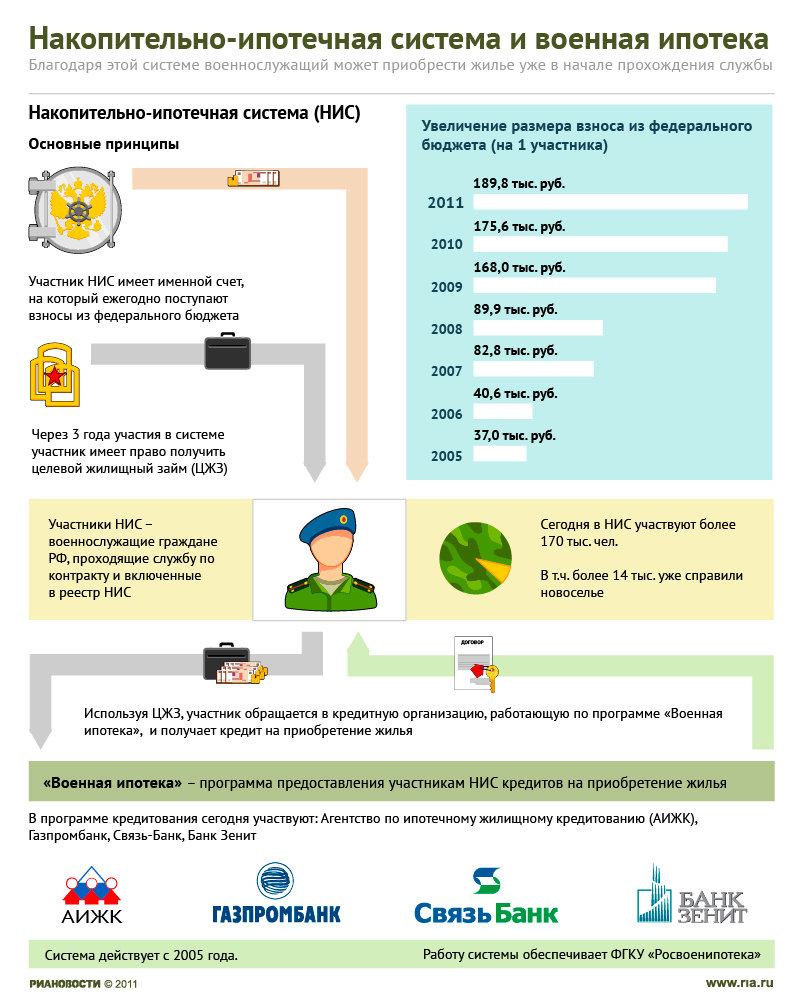 Накопительно-ипотечная система и военная ипотека
Благодаря этой системе военнослужащий может приобрести жилье уже в начале прохождения службы
Накопительно-ипотечная система (НИС)
Основные принципы
Участник НИС имеет именной счет,
на который ежегодно поступают
взносы из федерального бюджета
Через 3 года участия в системе
участник имеет право получить
целевой жилищный займ (ЦЖЗ)
Увеличение размера взноса из федерального
бюджета (на 1 участника)
189,8 тыс. руб.
2011
175,6 тыс. руб.
2010
168,0 тыс. руб.
2009
89,9 тыс. руб.
2008
82,8 тыс. руб.
2007
40,6 тыс. руб.
2006
37,0 тыс. руб.
2005
Участники НИС –
военнослужащие граждане
РФ, проходящие службу по
контракту и включенные
в реестр НИС
Сегодня в НИС участвуют более
170 тыс. чел.
В т.ч. более 14 тыс. уже справили
новоселье
ДОГОВОР
Используя ЦЖЗ, участник обращается в кредитную организацию, работающую по программе «Военная
ипотека», и получает кредит на приобретение жилья
«Военная ипотека» – программа предоставления участникам НИС кредитов на приобретение жилья
В программе кредитования сегодня участвуют: Агентство по ипотечному жилищному кредитованию (АИЖК),
Газпромбанк, Связь-Банк, Банк Зенит
АИЖК
ГАЗПРОМБАНК
СвязьБанк
БАНК
ЗЕНИТ
Система действует с 2005 года.
Работу системы обеспечивает ФГКУ «Росвоенипотека»
РИАНОВОСТИ © 2011
www.ria.ru